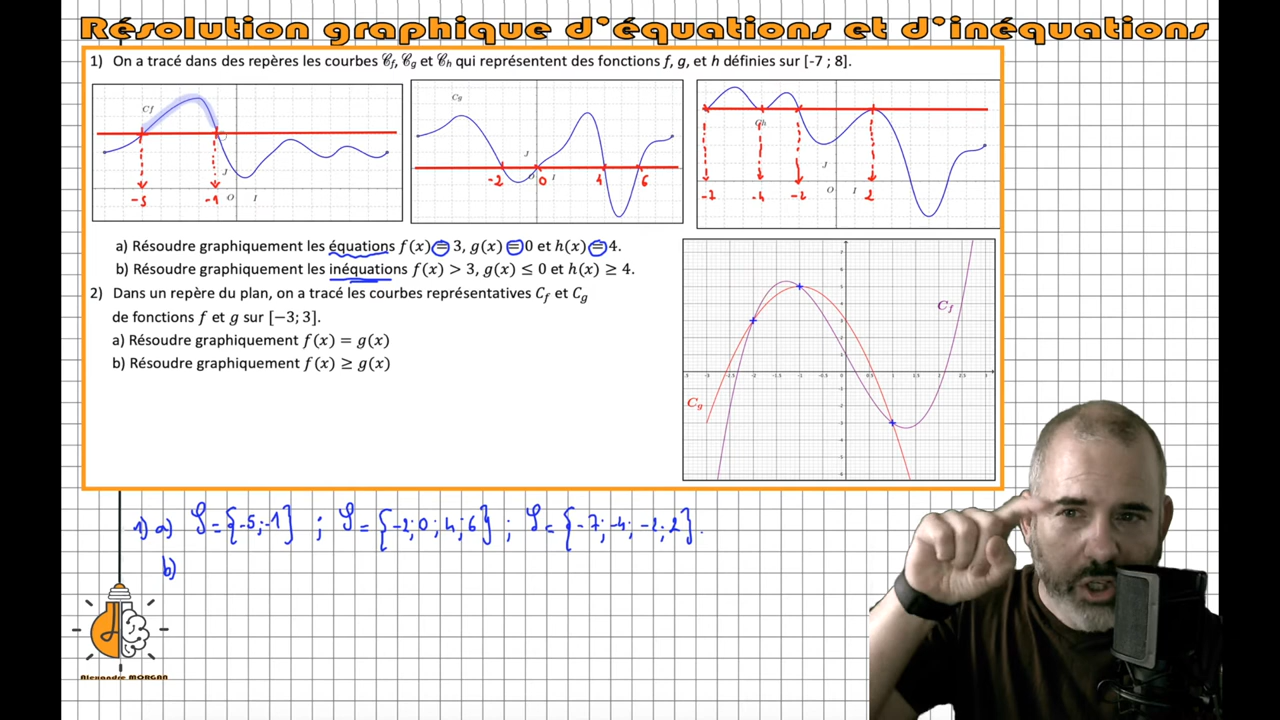 Résolution graphique d'équations et d'inéquations
1) On a tracé dans des repères les courbes 𝒞f, 𝒞g et 𝒞h qui représentent des fonctions f, g, et h définies sur [-7 ; 8].
Cf
J
O I
-5 -1
Cg
J
O I
-2 0 4 6
Ch
J
O I
-7 -4 -2 2
a) Résoudre graphiquement les équations f(x) = 3, g(x) = 0 et h(x) = 4.
b) Résoudre graphiquement les inéquations f(x) > 3, g(x) ≤ 0 et h(x) ≥ 4.
2) Dans un repère du plan, on a tracé les courbes représentatives Cf et Cg
de fonctions f et g sur [−3; 3].
a) Résoudre graphiquement f(x) = g(x)
b) Résoudre graphiquement f(x) ≥ g(x)
Cf
Cg
1) a) 𝒮 = {-5 ; -1} ; 𝒮 = {-2 ; 0 ; 4 ; 6} ; 𝒮 = {-7 ; -4 ; -2 ; 2}.
b)
Alexandre MORGAN